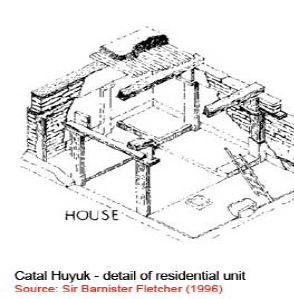 HOUSE
Catal Huyuk - detail of residential unit
Source: Sir Barnister Fletcher (1996)